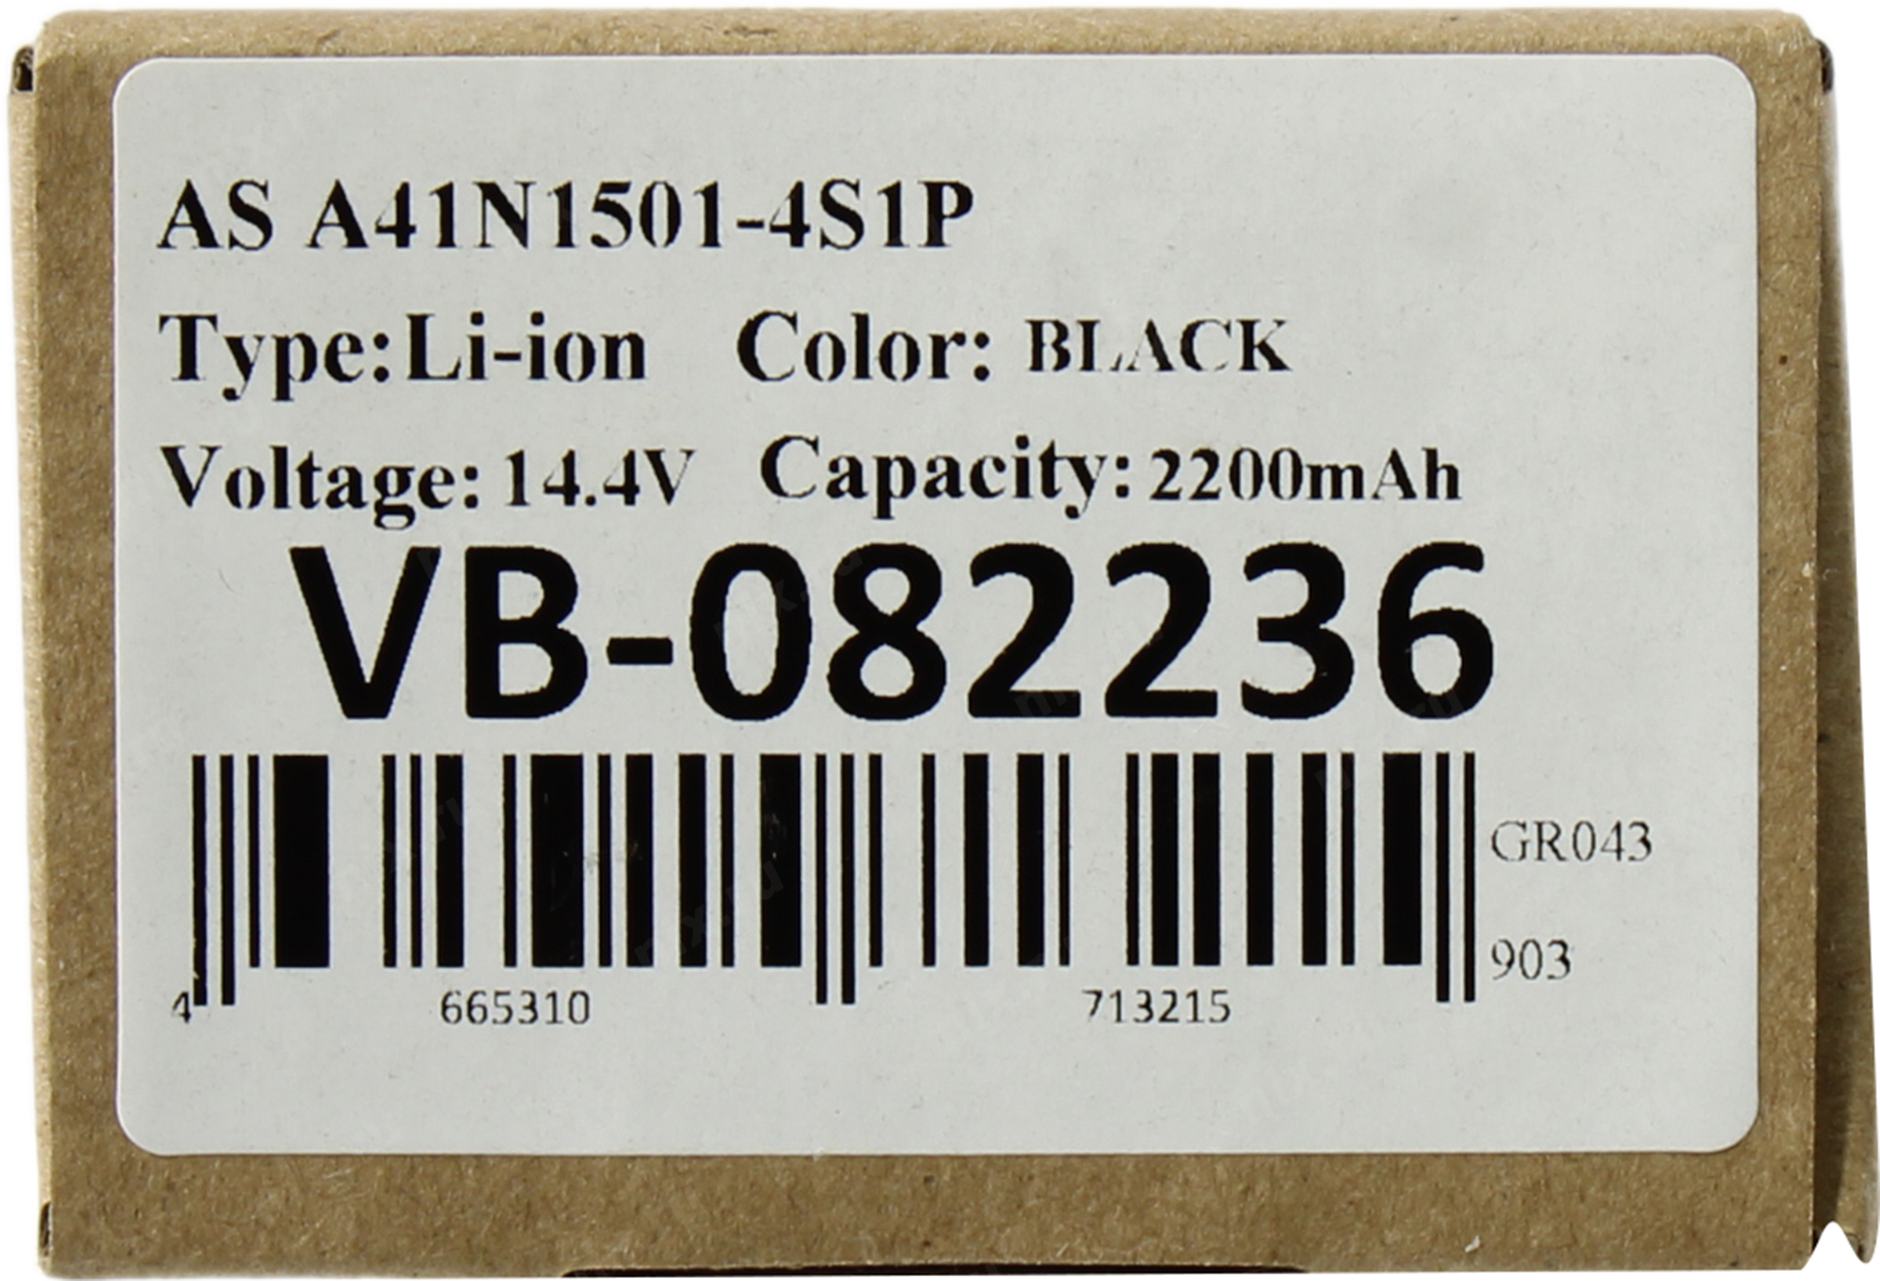 AS A41N1501-4S1P
Type:Li-ion Color: BLACK
Voltage: 14.4V Capacity: 2200mAh
VB-082236
GR043
903
4 665310 713215